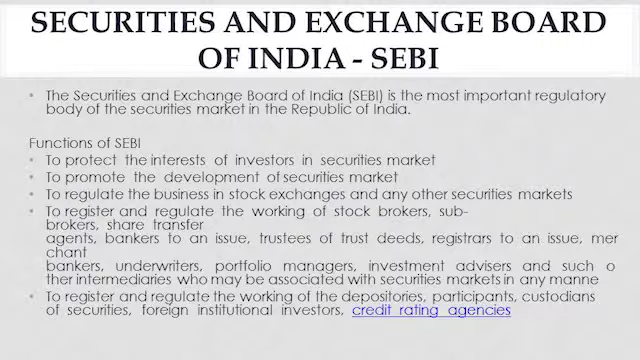 SECURITIES AND EXCHANGE BOARD
OF INDIA - SEBI
• The Securities and Exchange Board of India (SEBI) is the most important regulatory
body of the securities market in the Republic of India.
Functions of SEBI
• To protect the interests of investors in securities market
• To promote the development of securities market
• To regulate the business in stock exchanges and any other securities markets
• To register and regulate the working of stock brokers, sub-
brokers, share transfer
agents, bankers to an issue, trustees of trust deeds, registrars to an issue, mer
chant
bankers, underwriters, portfolio managers, investment advisers and such o
ther intermediaries who may be associated with securities markets in any manne
• To register and regulate the working of the depositories, participants, custodians
of securities, foreign institutional investors, credit rating agencies